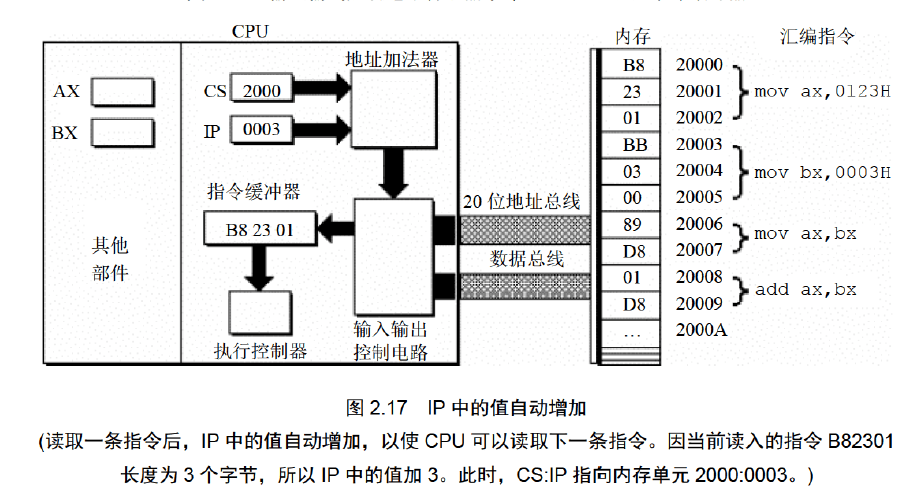 CPU
内存
汇编指令
地址加法器
AX
BX
CS 2000
IP 0003
指令缓冲器
B8 23 01
其他
部件
执行控制器
输入输出
控制电路
20 位地址总线
数据总线
B8 20000
23 20001
01 20002
mov ax,0123H
BB 20003
03 20004
00 20005
mov bx,0003H
89 20006
D8 20007
mov ax,bx
01 20008
D8 20009
add ax,bx
… 2000A
图 2.17 IP 中的值自动增加
(读取一条指令后，IP 中的值自动增加，以使 CPU 可以读取下一条指令。因当前读入的指令 B82301
长度为 3 个字节，所以 IP 中的值加 3。此时，CS:IP 指向内存单元 2000:0003。)